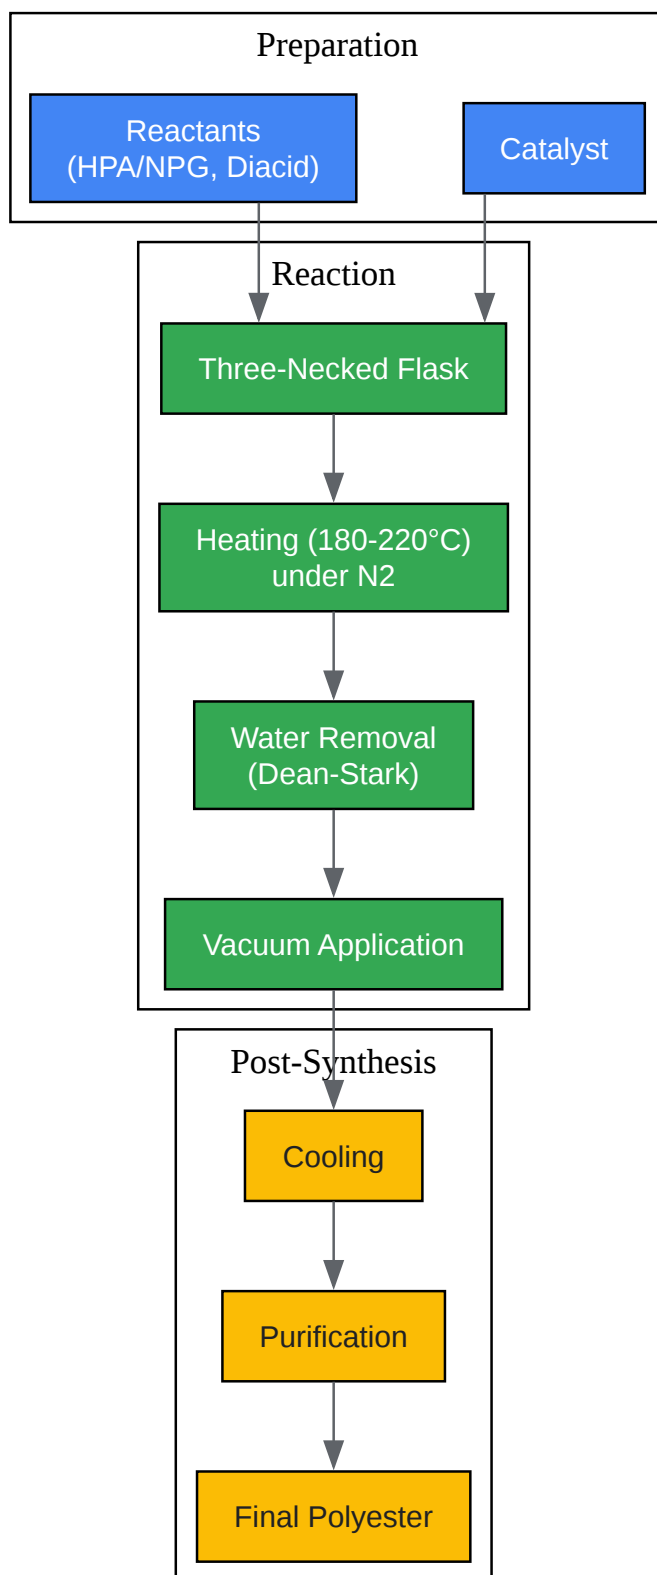 Preparation
Reactants
(HPA/NPG, Diacid)
Catalyst
Reaction
Three-Necked Flask
Heating (180-220°C)
under N2
Water Removal
(Dean-Stark)
Vacuum Application
Post-Synthesis
Cooling
Purification
Final Polyester